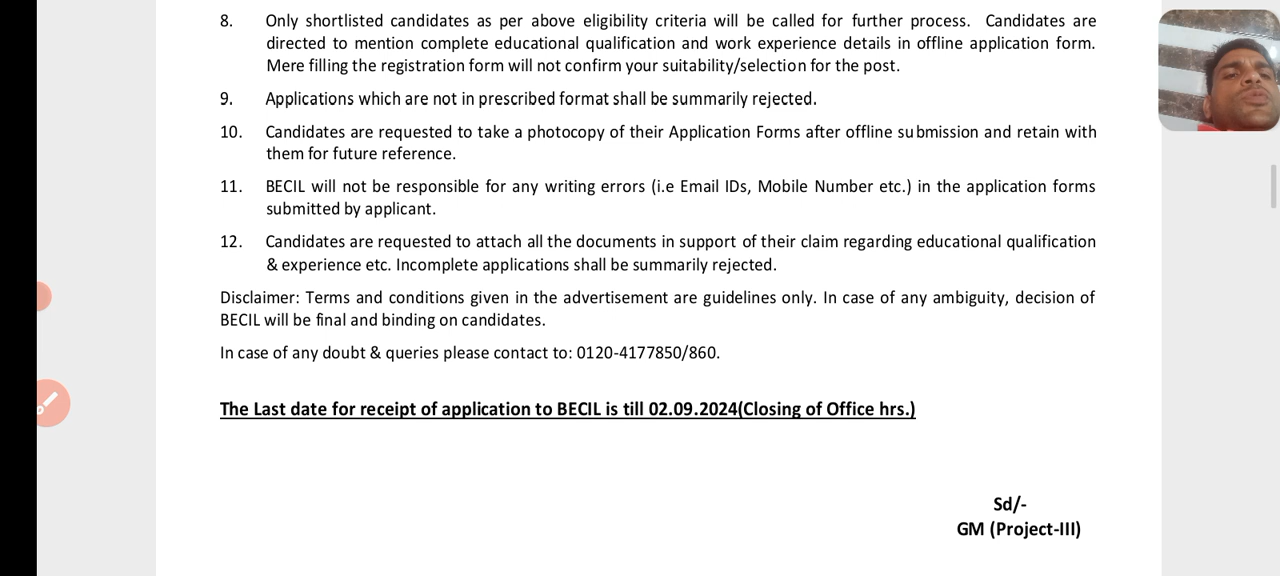 8. Only shortlisted candidates as per above eligibility criteria will be called for further process. Candidates are
directed to mention complete educational qualification and work experience details in offline application form.
Mere filling the registration form will not confirm your suitability/selection for the post.
9. Applications which are not in prescribed format shall be summarily rejected.
10. Candidates are requested to take a photocopy of their Application Forms after offline submission and retain with
them for future reference.
11. BECIL will not be responsible for any writing errors (i.e Email IDs, Mobile Number etc.) in the application forms
submitted by applicant.
12. Candidates are requested to attach all the documents in support of their claim regarding educational qualification
& experience etc. Incomplete applications shall be summarily rejected.
Disclaimer: Terms and conditions given in the advertisement are guidelines only. In case of any ambiguity, decision of
BECIL will be final and binding on candidates.
In case of any doubt & queries please contact to: 0120-4177850/860.
The Last date for receipt of application to BECIL is till 02.09.2024(Closing of Office hrs.)
Sd/-
GM (Project-III)